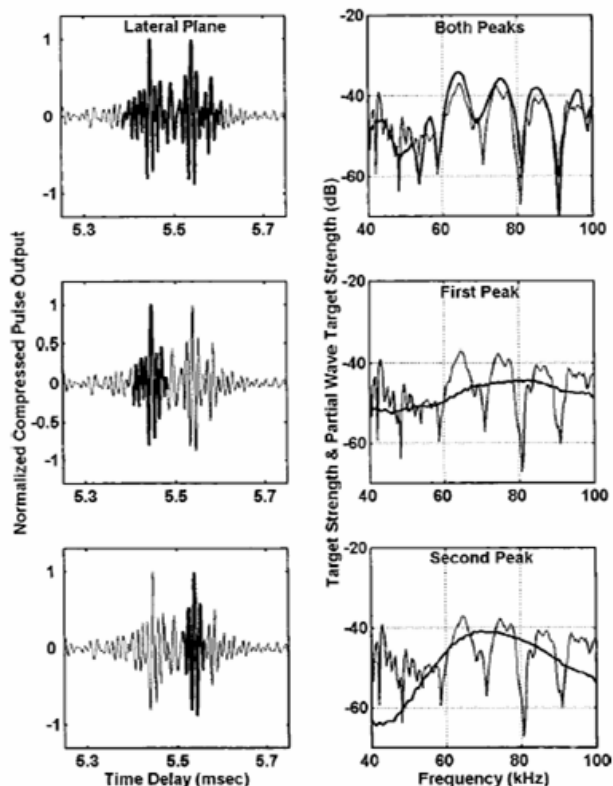 Lateral Plane
1
0
-1
5.3 5.5 5.7
Both Peaks
-20
-40
-60
40 60 80 100
1
0.5
0
-0.5
-1
5.3 5.5 5.7
First Peak
-20
-40
-60
40 60 80 100
1
0
-1
5.3 5.5 5.7
Time Delay (msec)
Second Peak
-20
-40
-60
40 60 80 100
Frequency (kHz)
Normalized Compressed Pulse Output
Target Strength & Partial Wave Target Strength (dB)